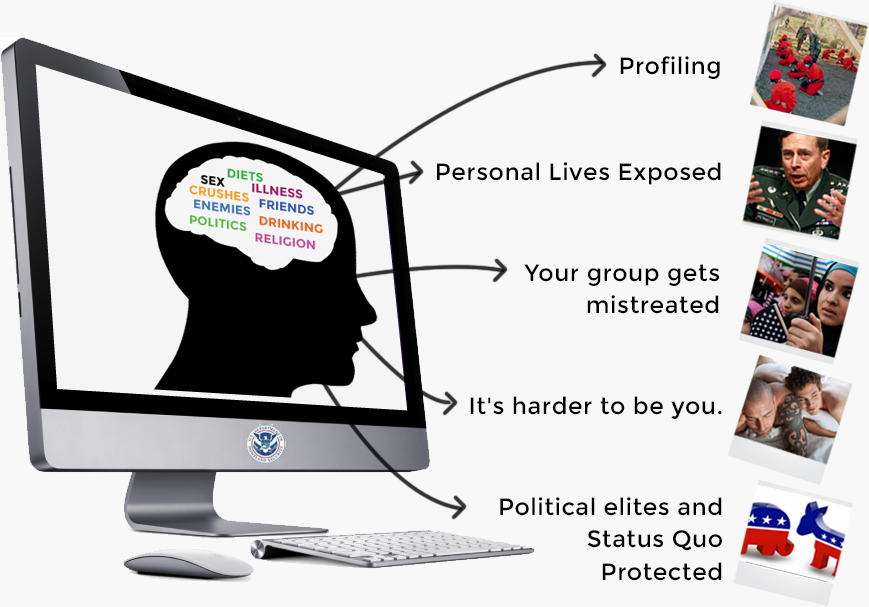 Profiling
SEX
DIETS
ILLNESS
CRUSHES
FRIENDS
ENEMIES
DRINKING
POLITICS
RELIGION
Personal Lives Exposed
Your group gets
mistreated
It's harder to be you.
Political elites and
Status Quo
Protected